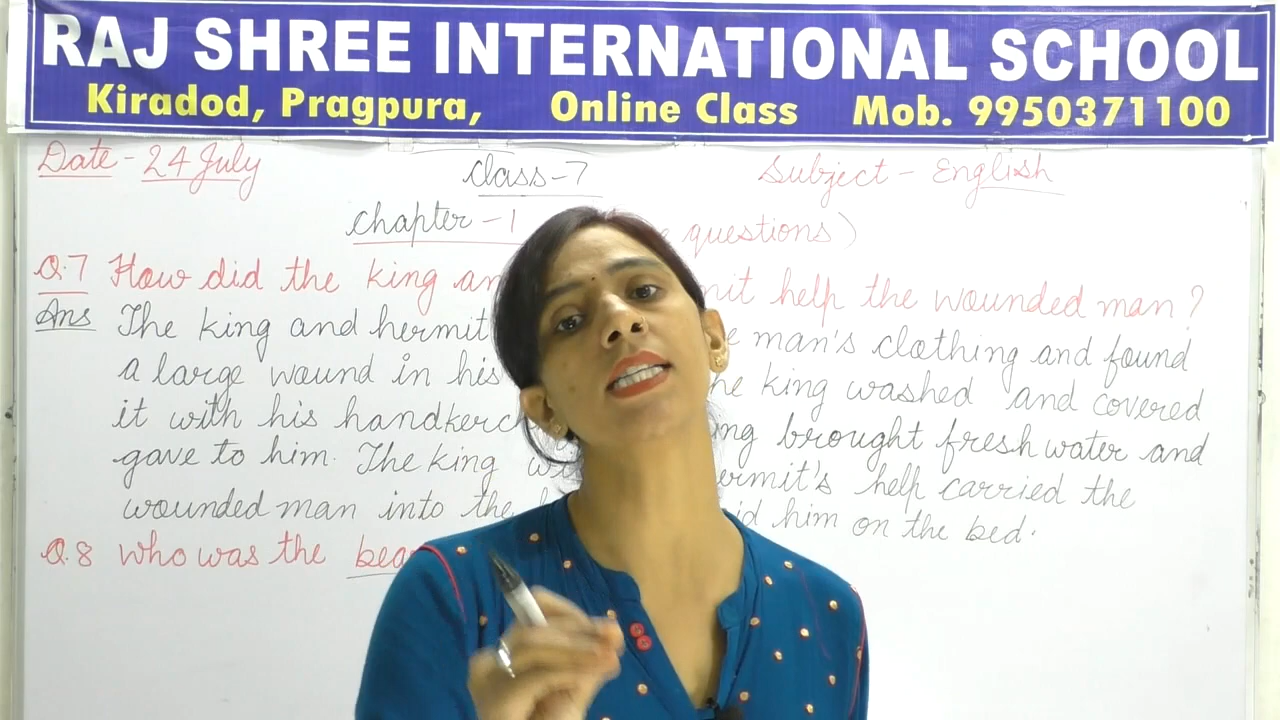 RAJ SHREE INTERNATIONAL SCHOOL
Kiradod, Pragpura, Online Class Mob. 9950371100
Date - 24 July Class-7 Subject - English
chapter - 1 questions)
Q.7 How did the king help the wounded man ?
Ans The king and hermit man's clothing and found
a large wound in his king washed and covered
it with his brought fresh water and
gave to him. The king help carried the
wounded man into the him on the bed.
Q.8 Who was the